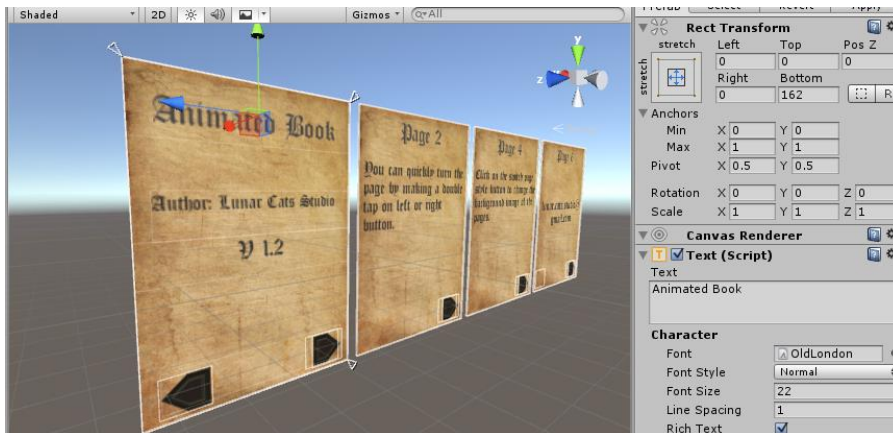 Shaded
2D
Gizmos
All
Animated Book
Author: Lunar Cats Studio
V 1.2
Page 2
You can quickly turn the
page by making a double
tap on left or right
button.
Page 4
Click on the switch page
style button to change the
background image of the
pages.
Page
Select
Revert
Apply
Rect Transform
stretch
stretch
Left Top Pos Z
0 0 0
Right Bottom
0 162
R
Anchors
Min X 0 Y 0
Max X 1 Y 1
Pivot X 0.5 Y 0.5
Rotation X 0 Y 0 Z 0
Scale X 1 Y 1 Z 1
Canvas Renderer
Text (Script)
Text
Animated Book
Character
Font OldLondon
Font Style Normal
Font Size 22
Line Spacing 1
Rich Text
y
z